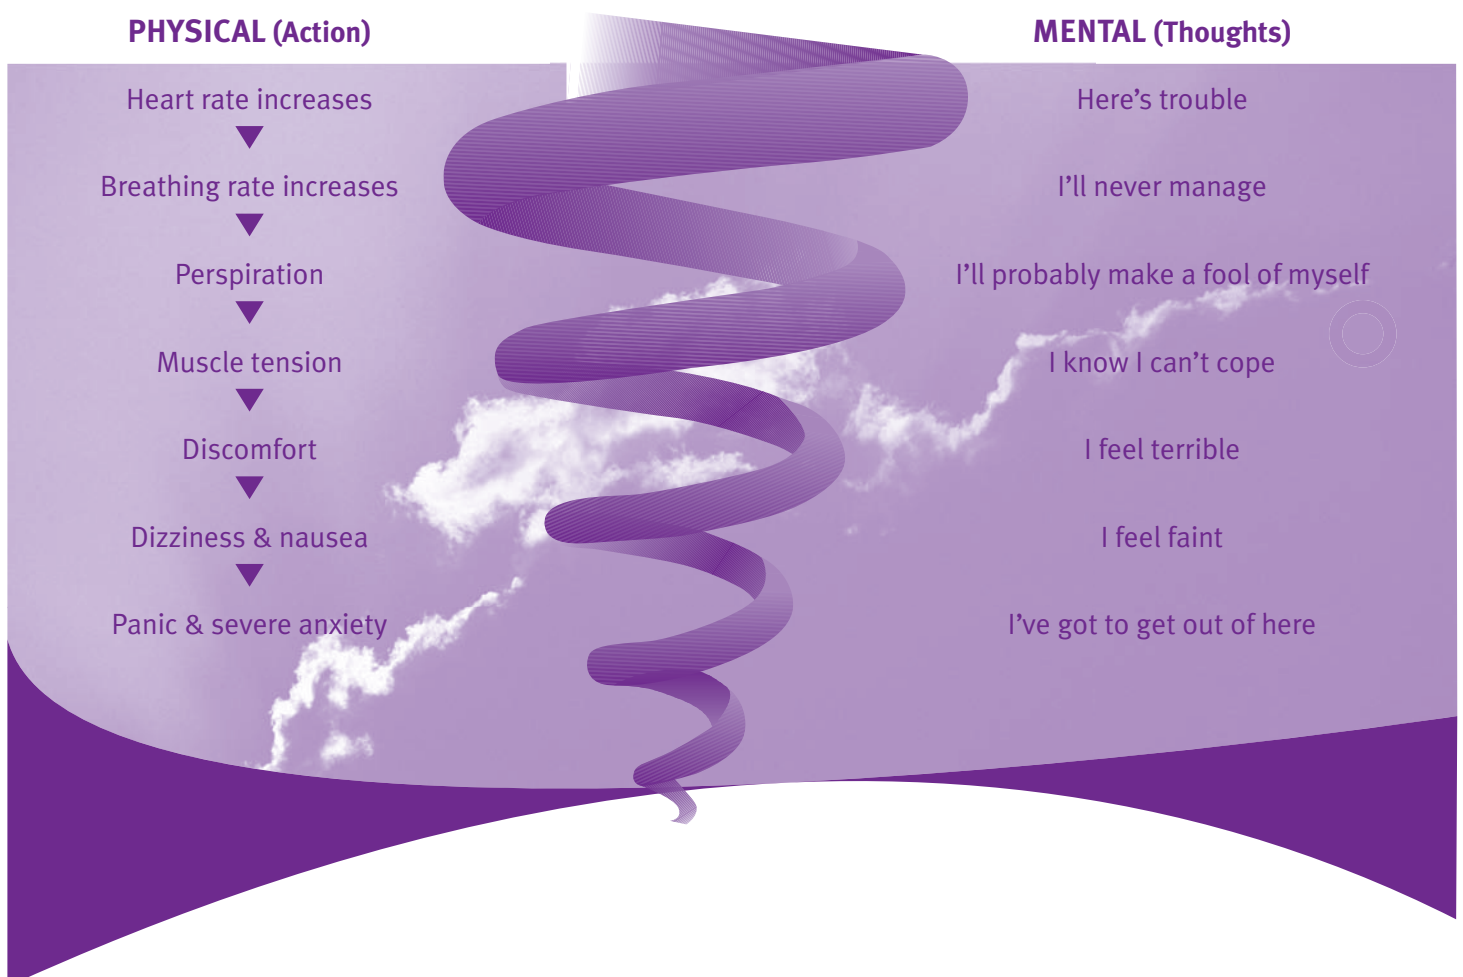 PHYSICAL (Action)
MENTAL (Thoughts)
Heart rate increases
Here’s trouble
Breathing rate increases
I’ll never manage
Perspiration
I’ll probably make a fool of myself
Muscle tension
I know I can’t cope
Discomfort
I feel terrible
Dizziness & nausea
I feel faint
Panic & severe anxiety
I’ve got to get out of here